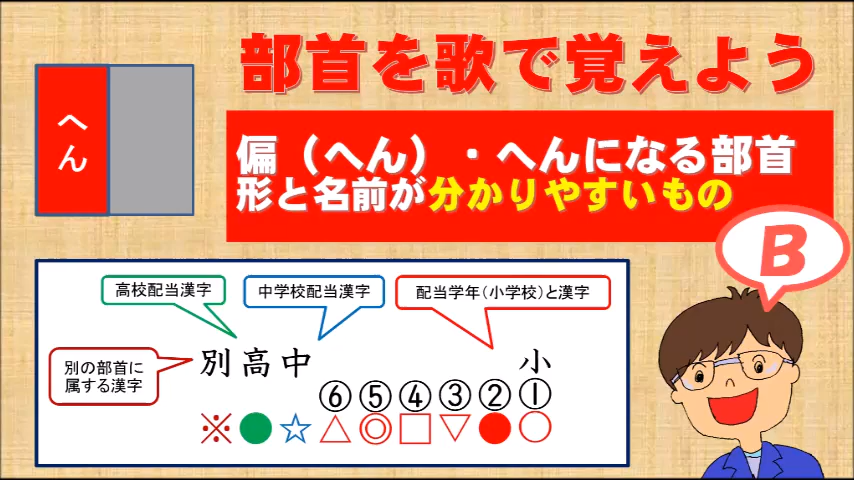 部首を歌で覚えよう
へん
偏（へん）・へんになる部首
形と名前が分かりやすいもの
B
高校配当漢字
中学校配当漢字
配当学年（小学校）と漢字
別の部首に
属する漢字
別高中 小
⑥⑤④③②①
※●☆△◎□▽●○